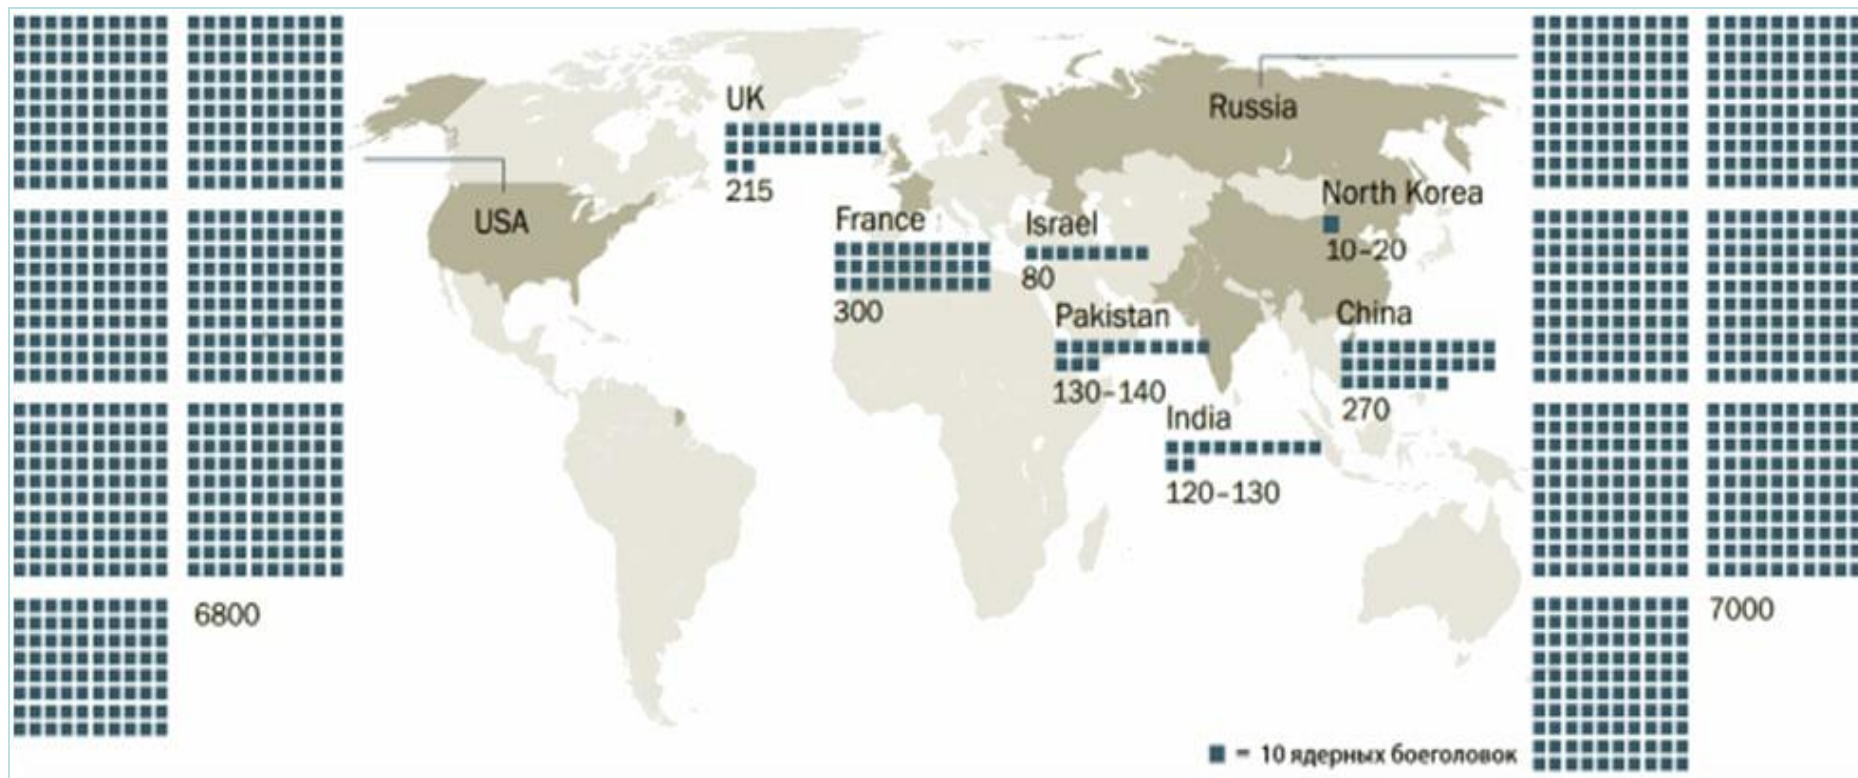 UK
215
USA
6800
France
300
Israel
80
Pakistan
130–140
India
120–130
Russia
7000
North Korea
10–20
China
270
= 10 ядерных боеголовок